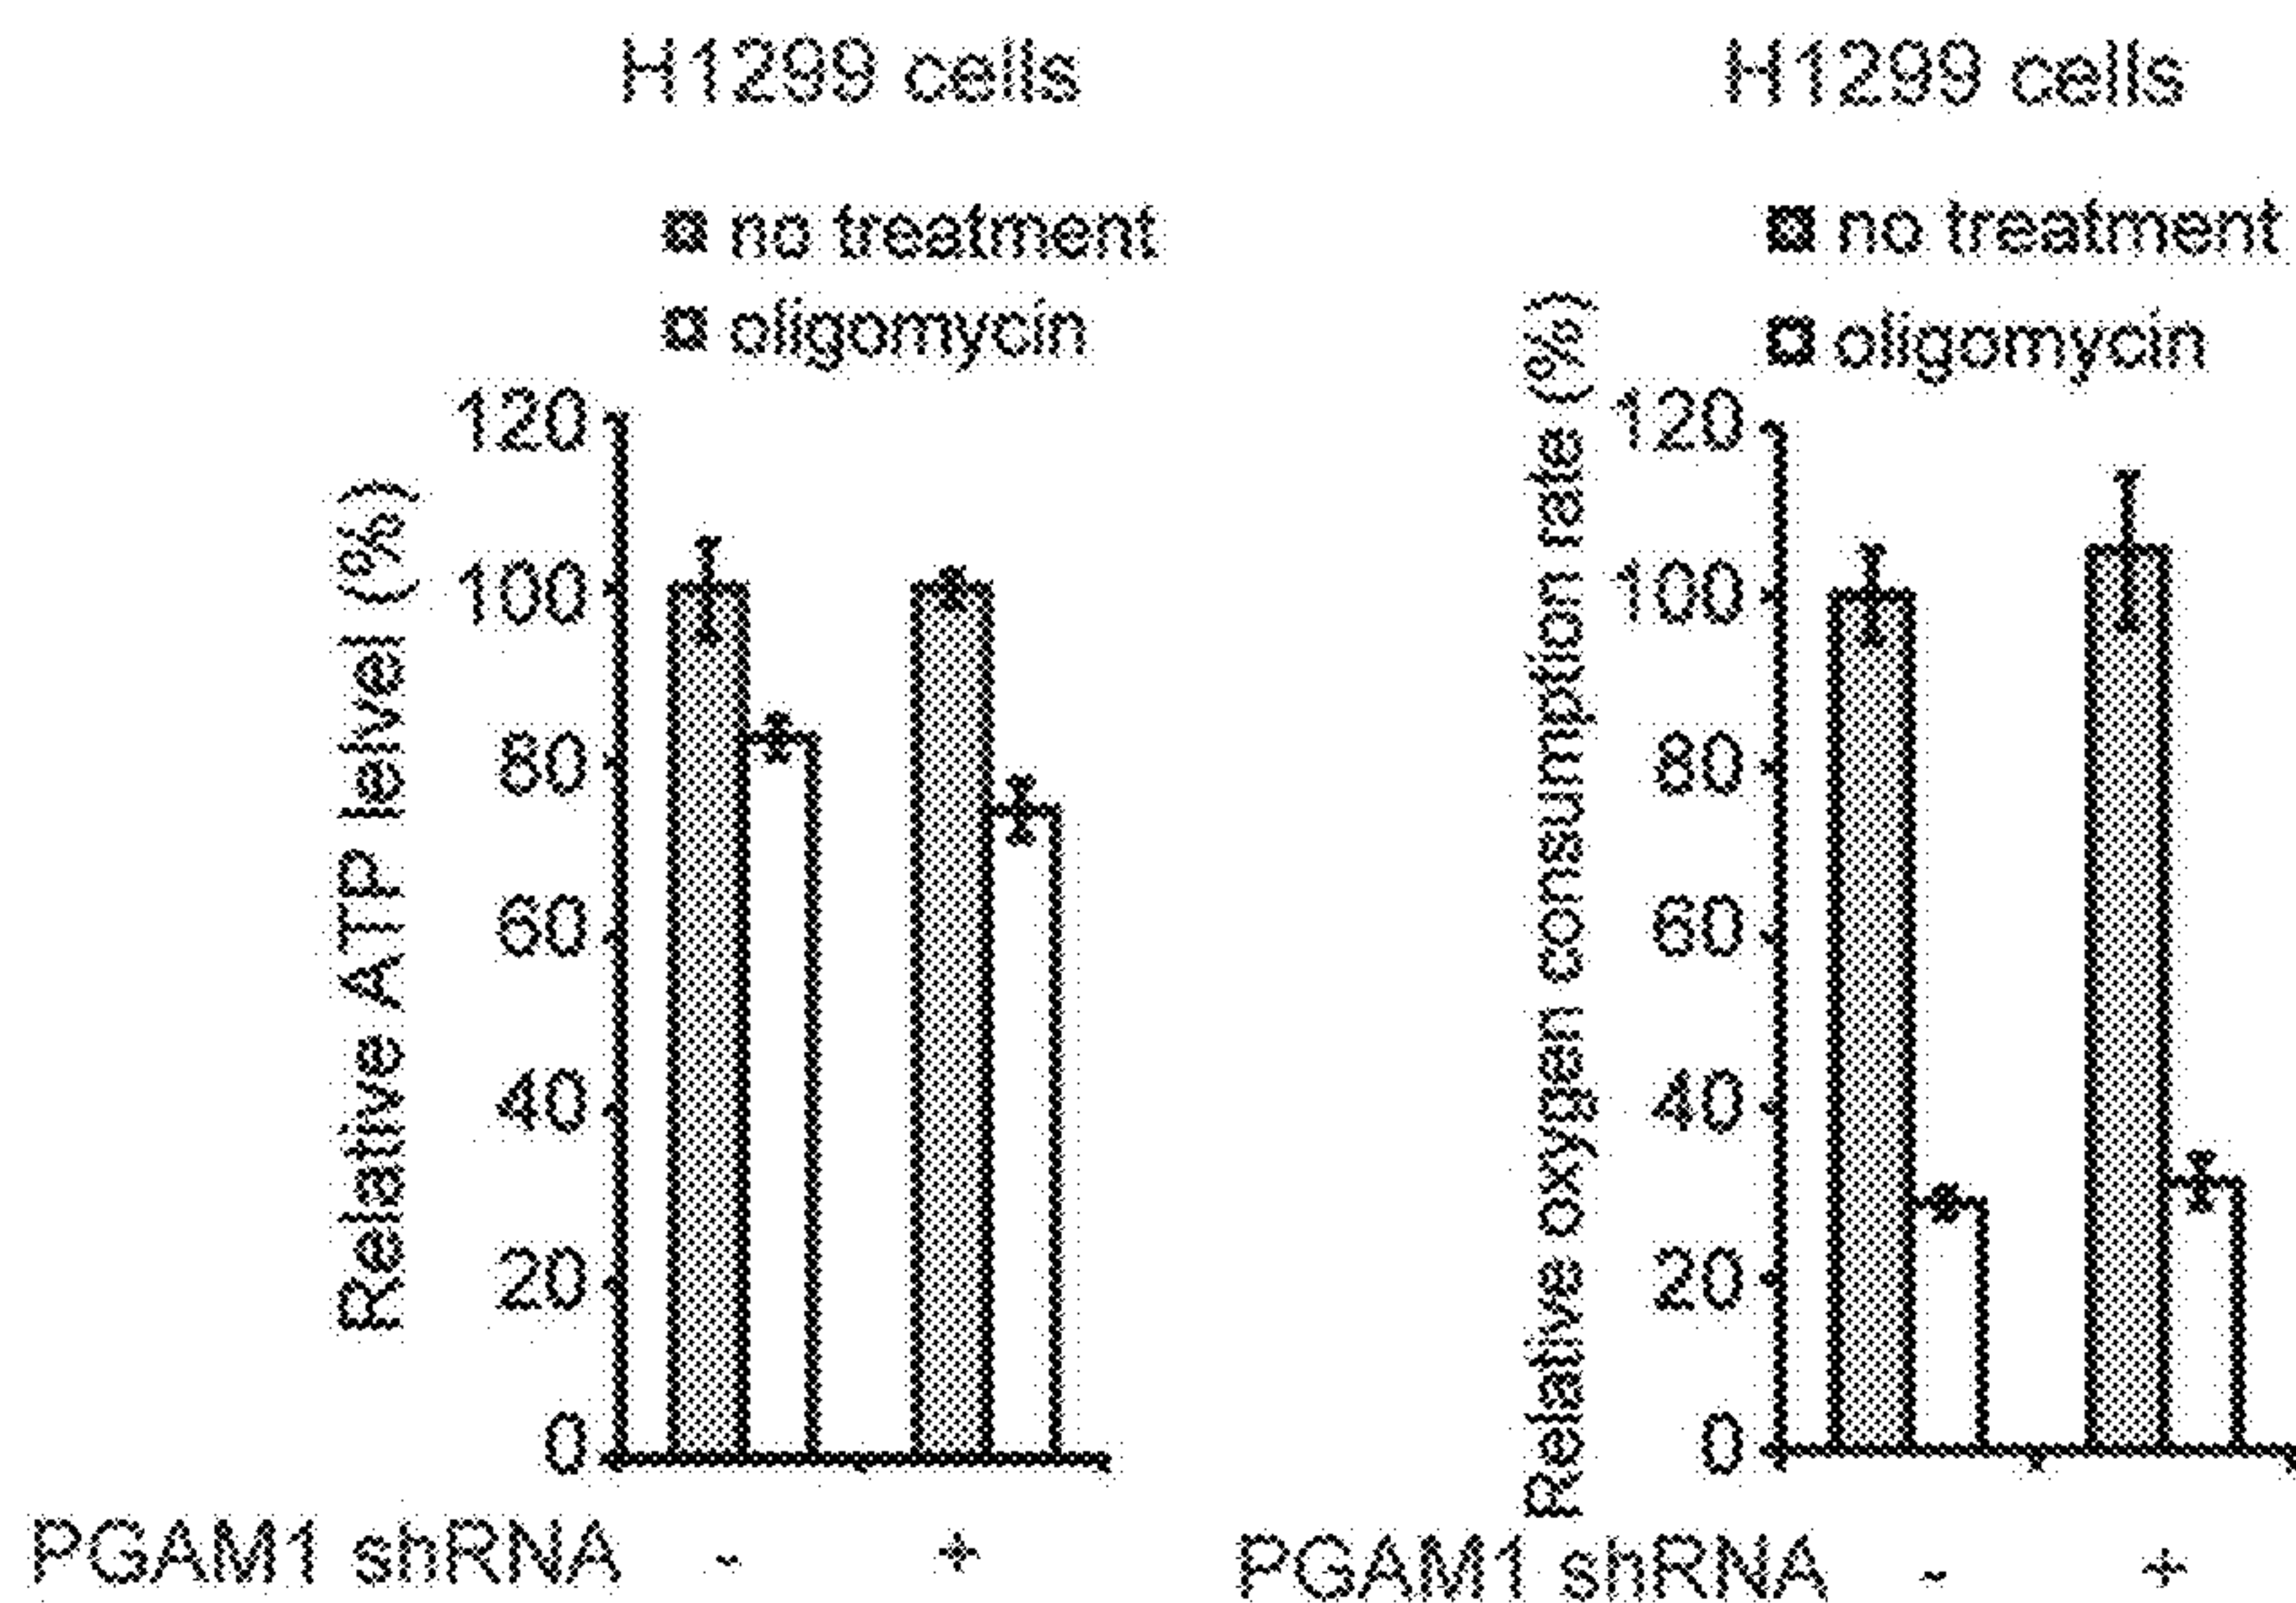 H1299 cells
no treatment
oligomycin
Relative ATP lelvel (%)
120
100
80
60
40
20
0
PGAM1 shRNA - +
H1299 cells
no treatment
oligomycin
Relative oxygen consumption rate (%)
120
100
80
60
40
20
0
PGAM1 shRNA - +